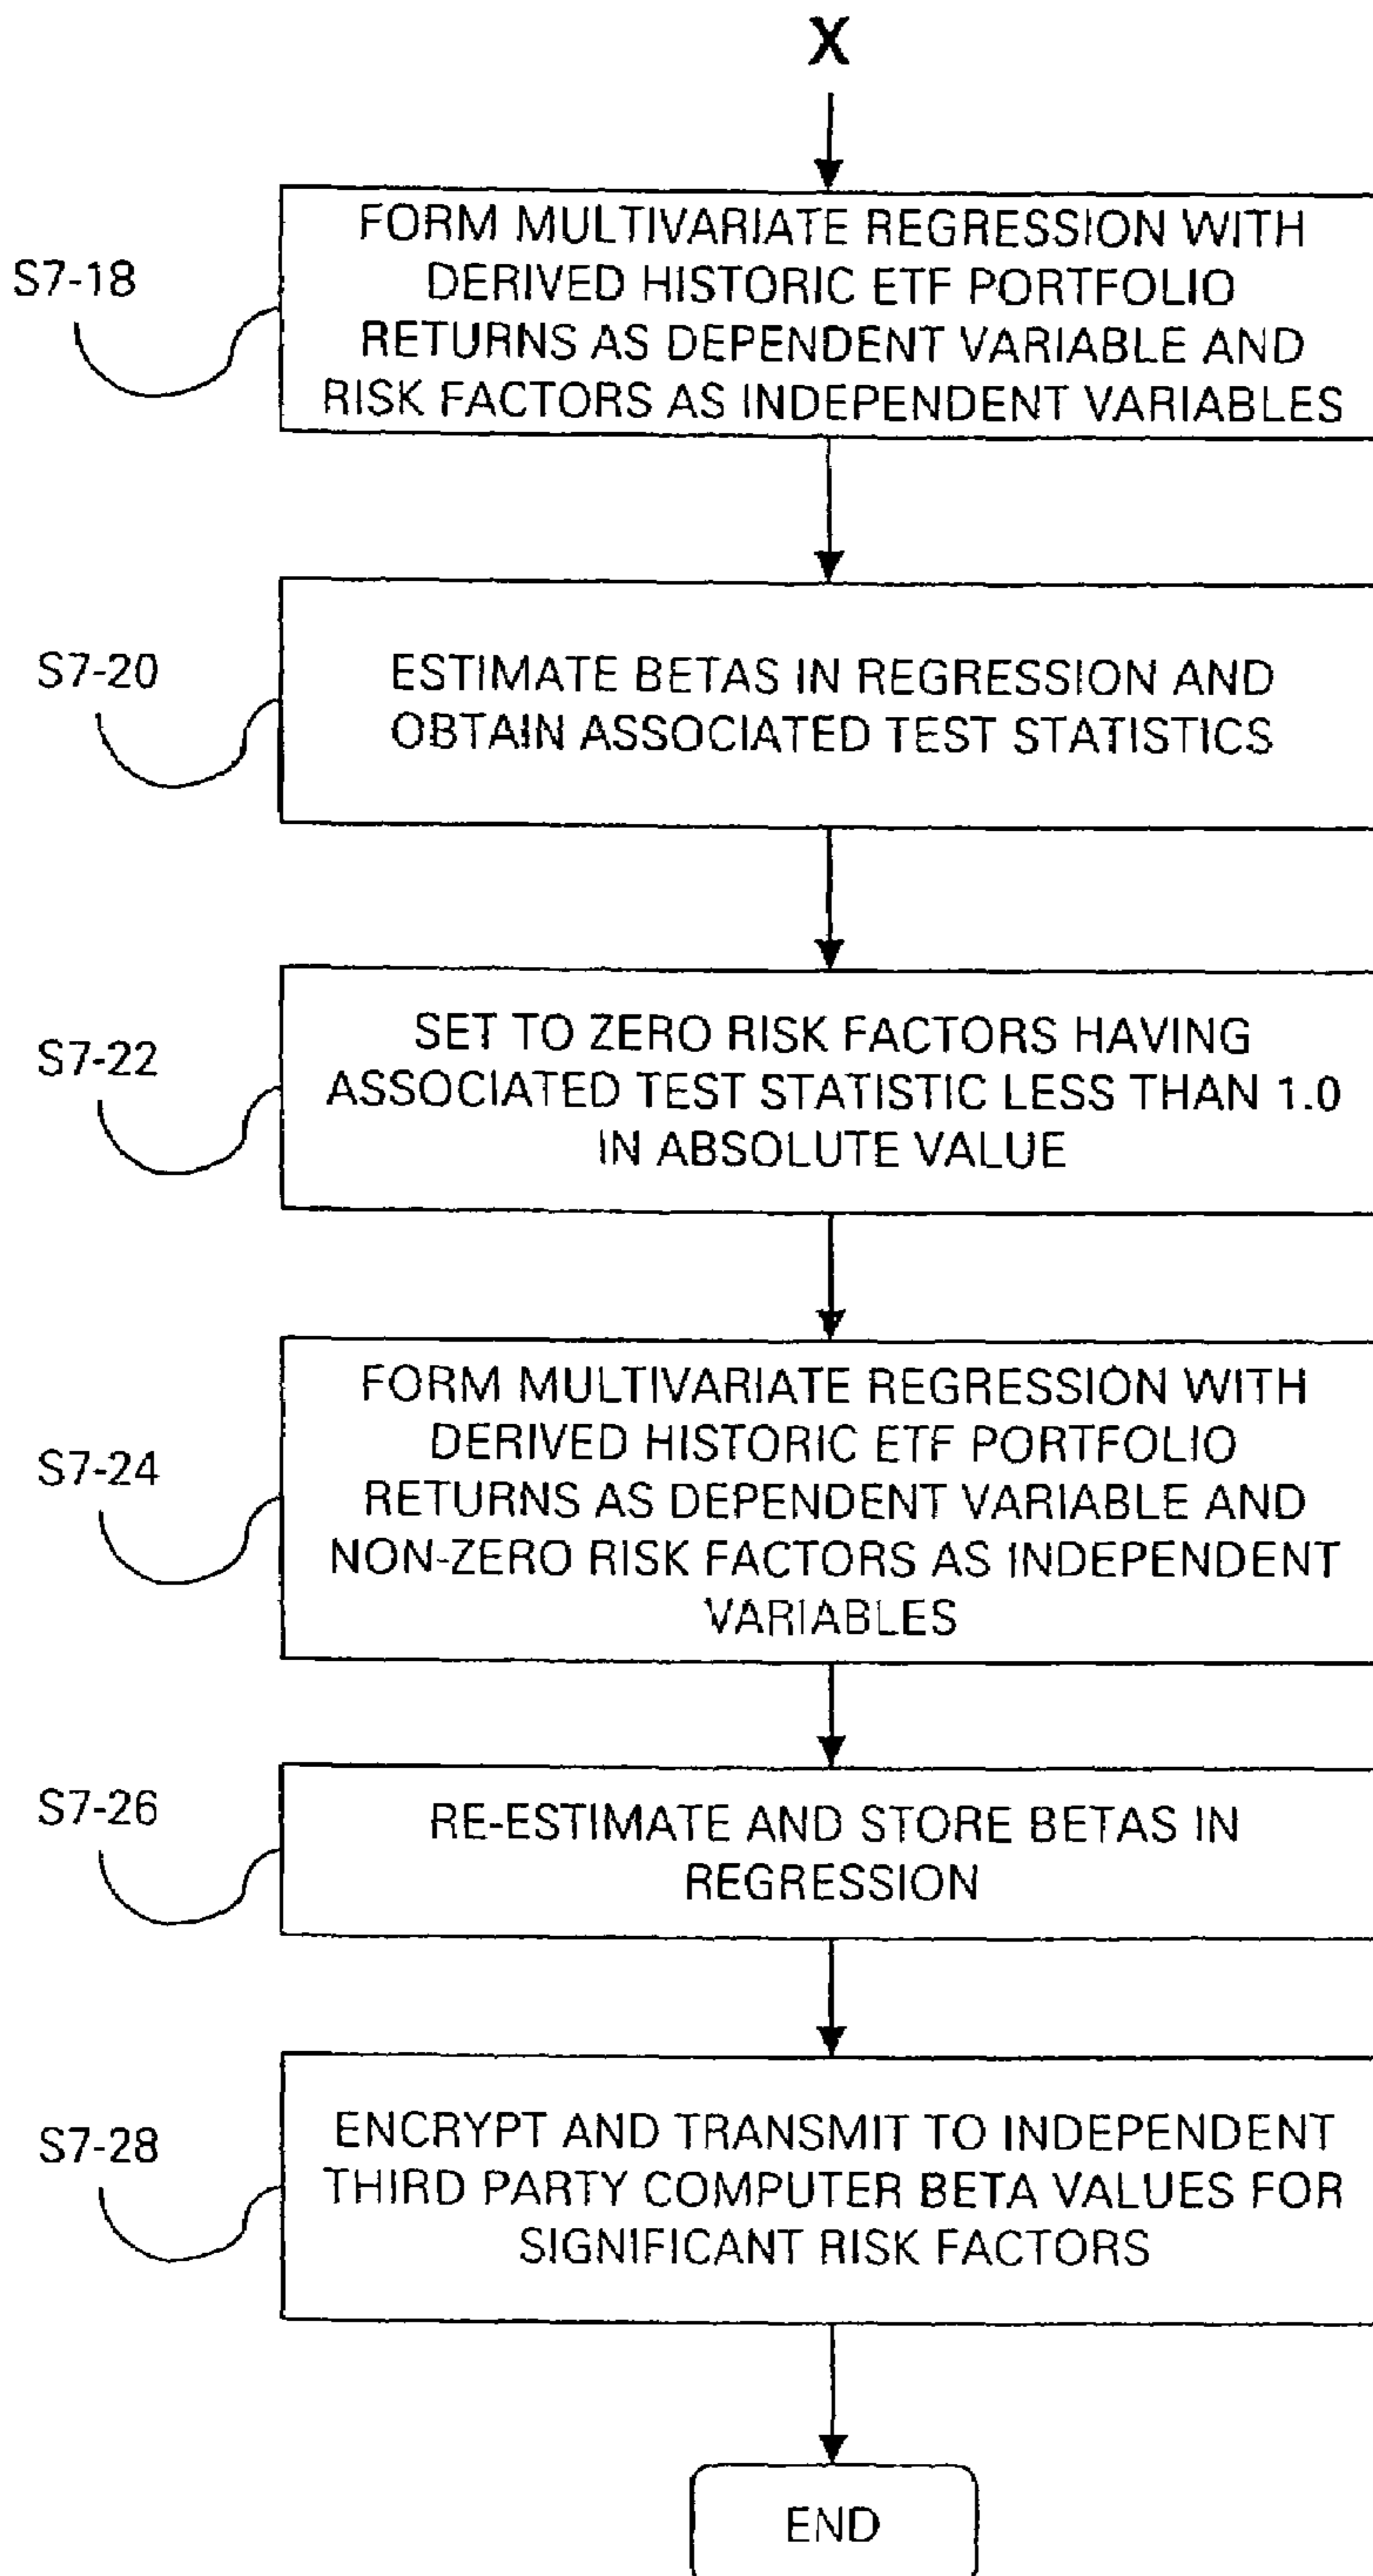 X
S7-18
FORM MULTIVARIATE REGRESSION WITH
DERIVED HISTORIC ETF PORTFOLIO
RETURNS AS DEPENDENT VARIABLE AND
RISK FACTORS AS INDEPENDENT VARIABLES
S7-20
ESTIMATE BETAS IN REGRESSION AND
OBTAIN ASSOCIATED TEST STATISTICS
S7-22
SET TO ZERO RISK FACTORS HAVING
ASSOCIATED TEST STATISTIC LESS THAN 1.0
IN ABSOLUTE VALUE
S7-24
FORM MULTIVARIATE REGRESSION WITH
DERIVED HISTORIC ETF PORTFOLIO
RETURNS AS DEPENDENT VARIABLE AND
NON-ZERO RISK FACTORS AS INDEPENDENT
VARIABLES
S7-26
RE-ESTIMATE AND STORE BETAS IN
REGRESSION
S7-28
ENCRYPT AND TRANSMIT TO INDEPENDENT
THIRD PARTY COMPUTER BETA VALUES FOR
SIGNIFICANT RISK FACTORS
END